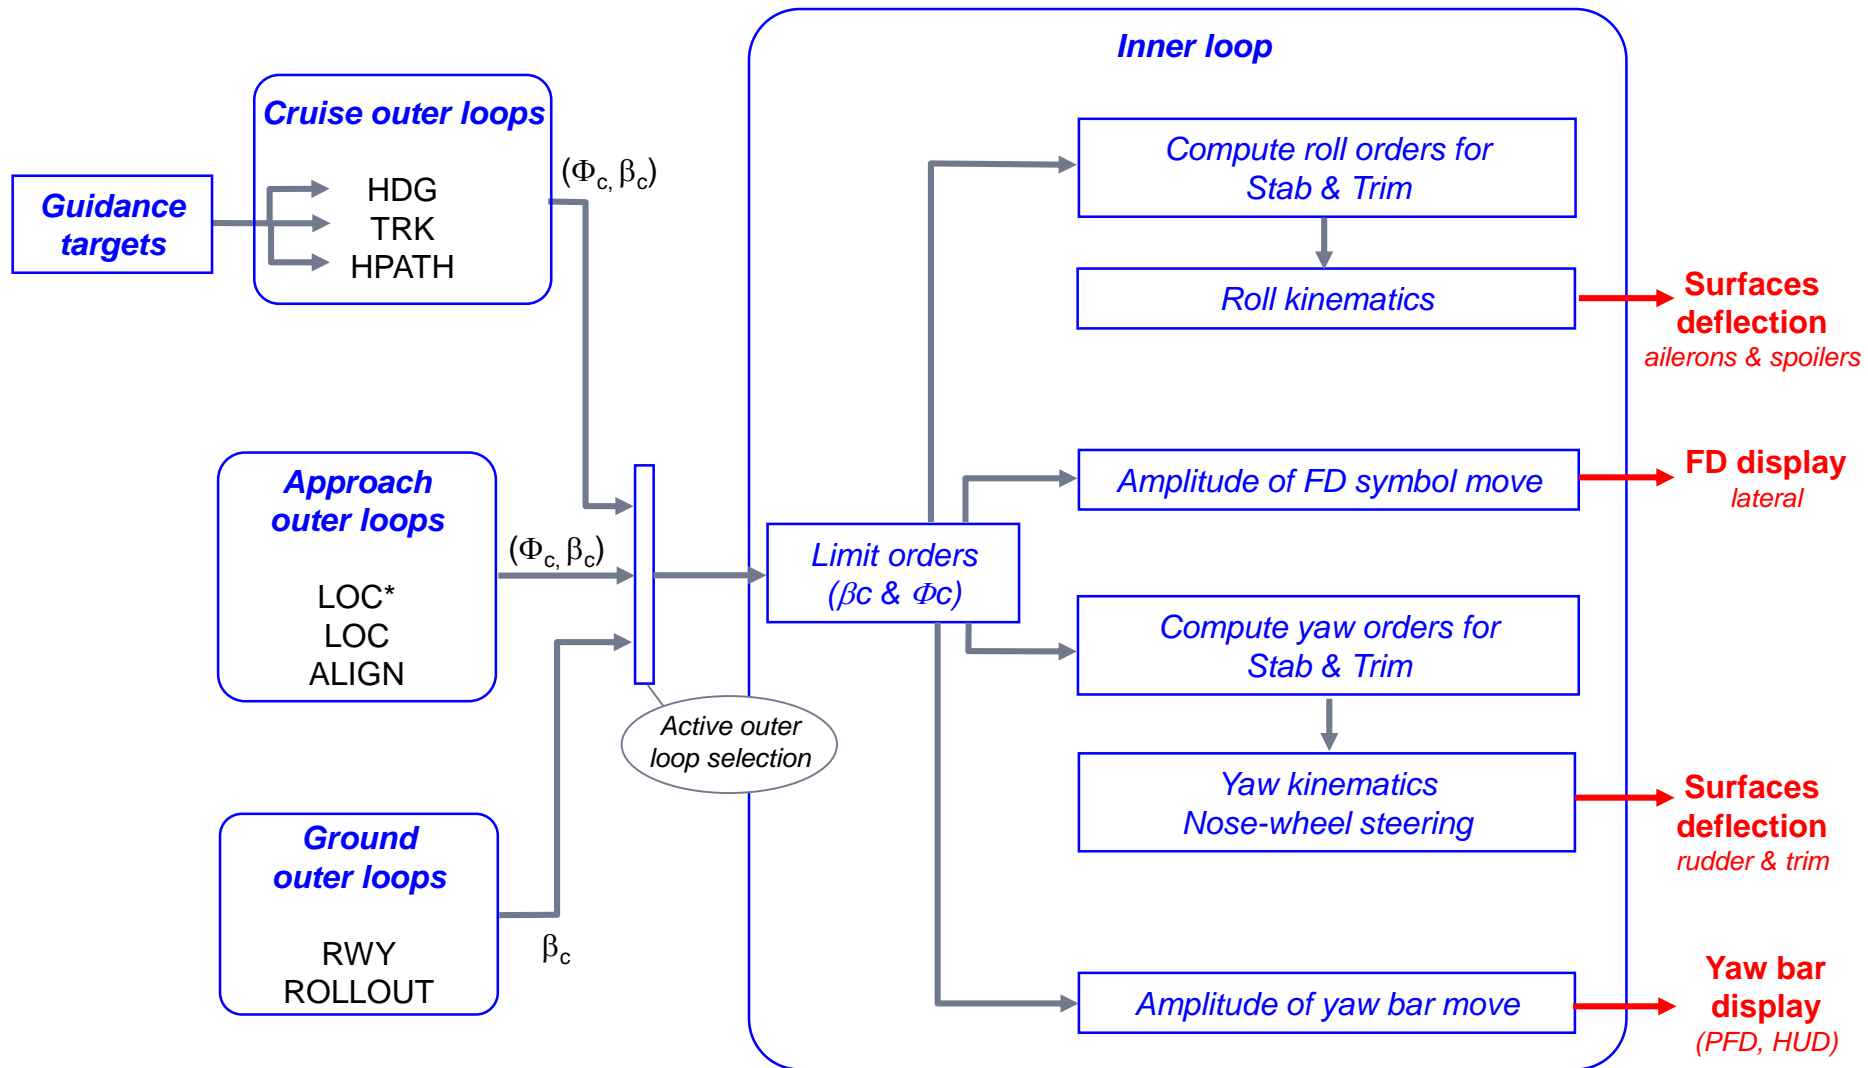 Inner loop
Cruise outer loops
HDG
TRK
HPATH
Guidance
targets
(Φc, βc)
Compute roll orders for
Stab & Trim
Roll kinematics
Surfaces
deflection
ailerons & spoilers
Approach
outer loops
LOC*
LOC
ALIGN
(Φc, βc)
Amplitude of FD symbol move
FD display
lateral
Limit orders
(βc & Φc)
Compute yaw orders for
Stab & Trim
Active outer
loop selection
Yaw kinematics
Nose-wheel steering
Surfaces
deflection
rudder & trim
Ground
outer loops
RWY
ROLLOUT
βc
Amplitude of yaw bar move
Yaw bar
display
(PFD, HUD)